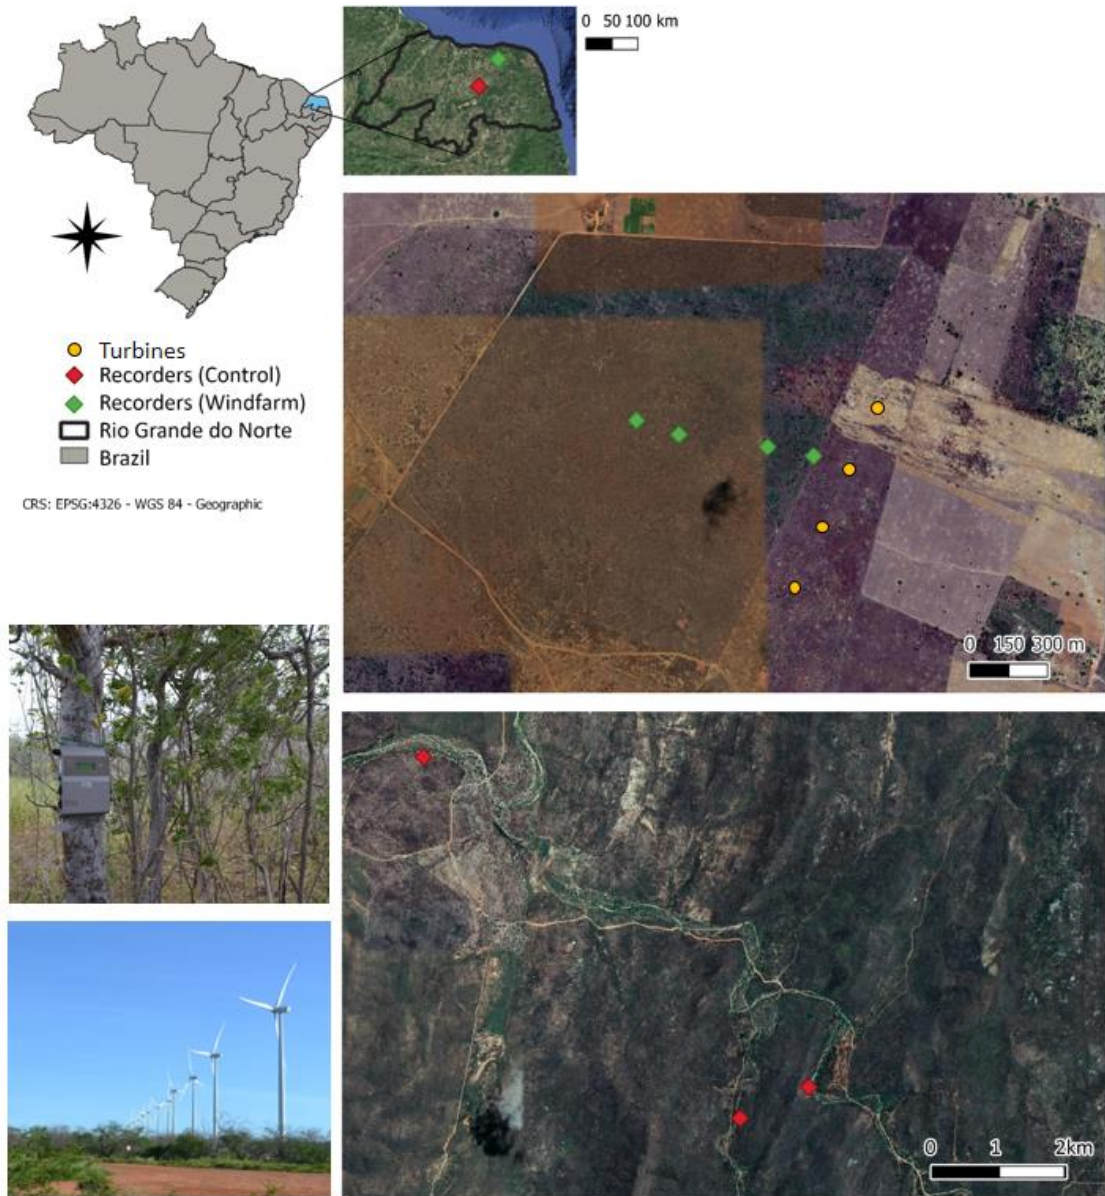 0 50 100 km
Turbines
Recorders (Control)
Recorders (Windfarm)
Rio Grande do Norte
Brazil
CRS: EPSG:4326 - WGS 84 - Geographic
0 150 300 m
0 1 2km